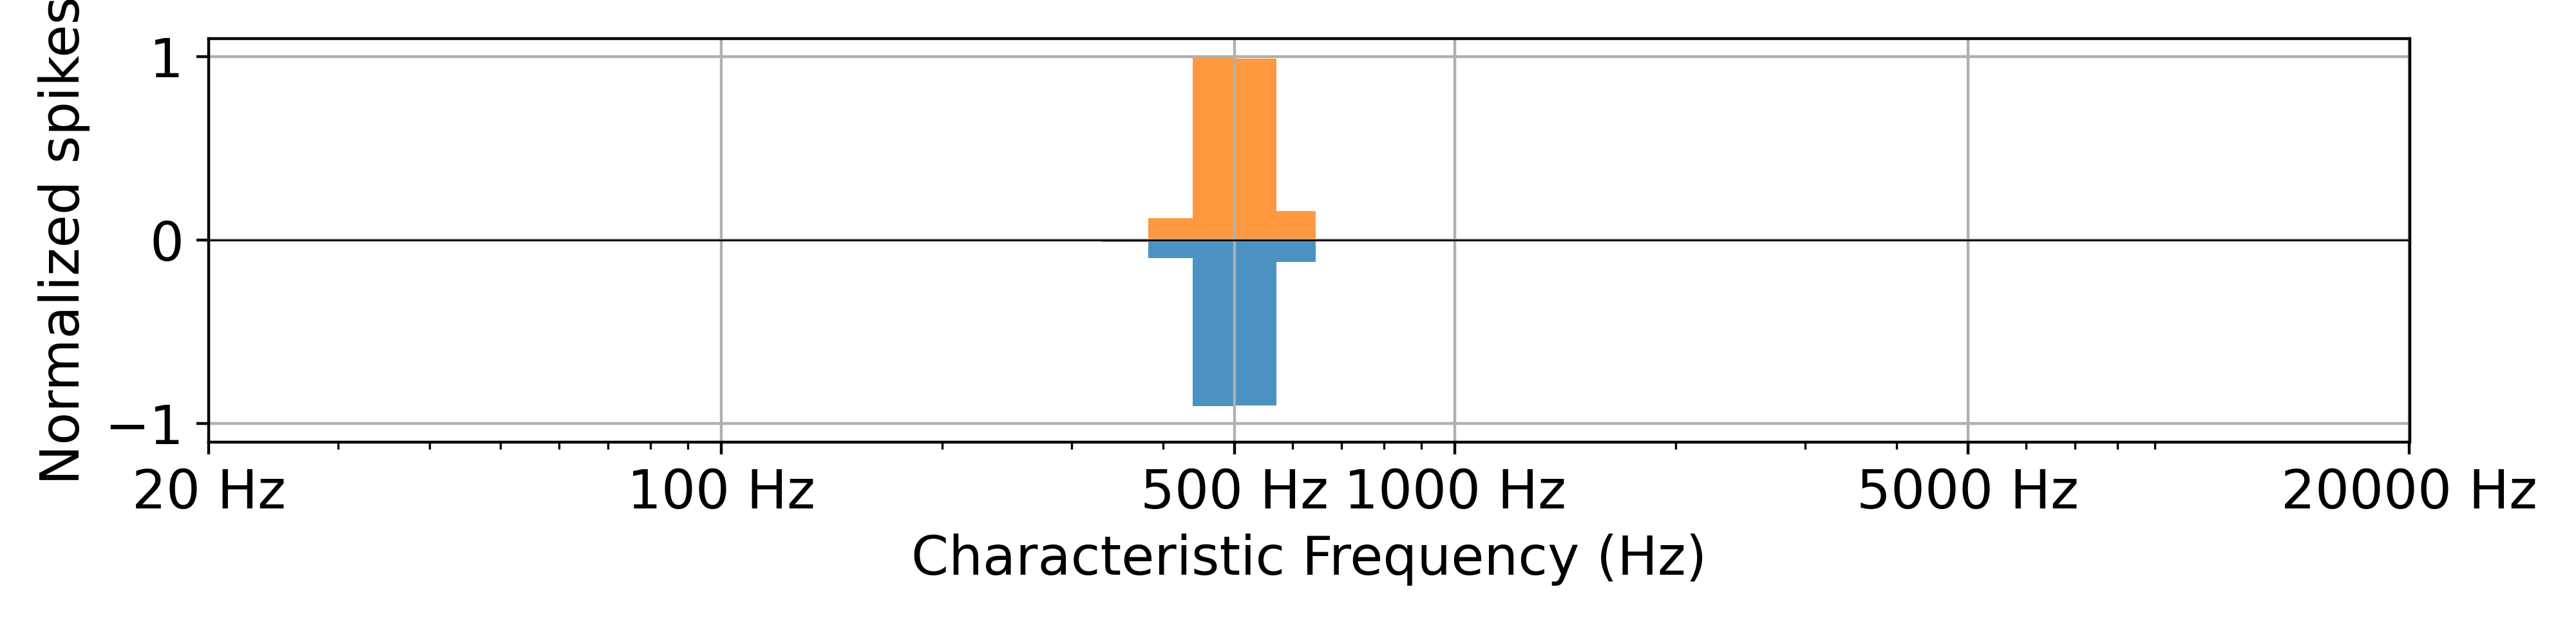 Normalized spikes
1
0
−1
20 Hz 100 Hz 500 Hz 1000 Hz 5000 Hz 20000 Hz
Characteristic Frequency (Hz)